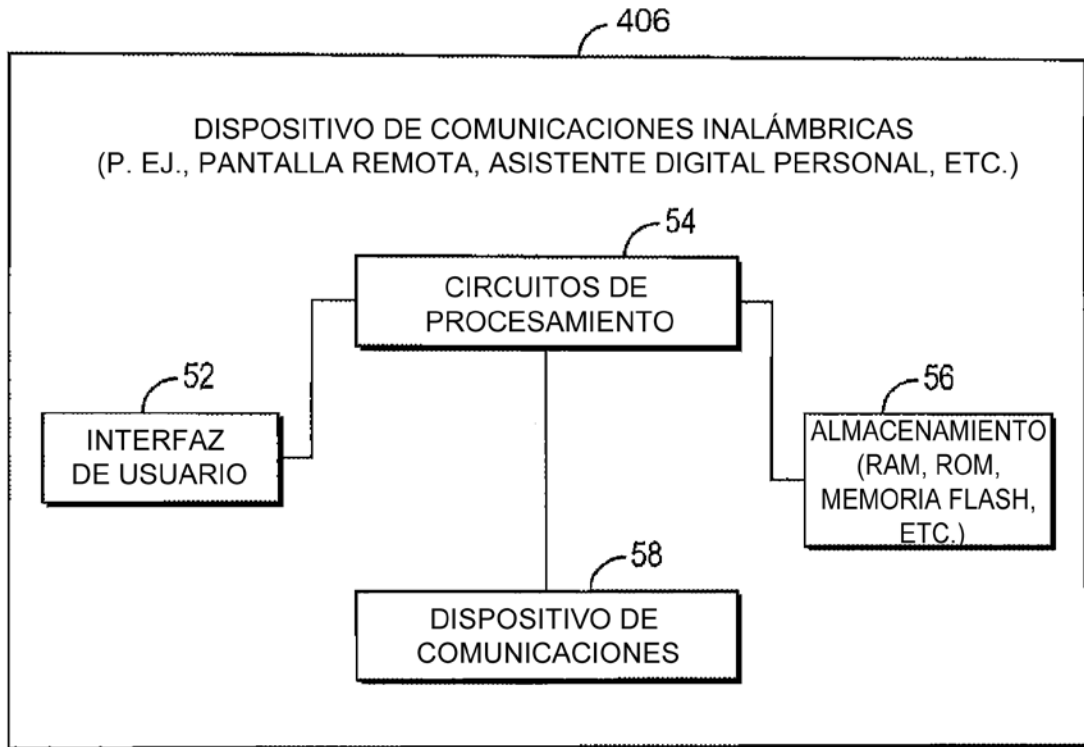 406
DISPOSITIVO DE COMUNICACIONES INALÁMBRICAS
(P. EJ., PANTALLA REMOTA, ASISTENTE DIGITAL PERSONAL, ETC.)
54
CIRCUITOS DE
PROCESAMIENTO
52
INTERFAZ
DE USUARIO
56
ALMACENAMIENTO
(RAM, ROM,
MEMORIA FLASH,
ETC.)
58
DISPOSITIVO DE
COMUNICACIONES